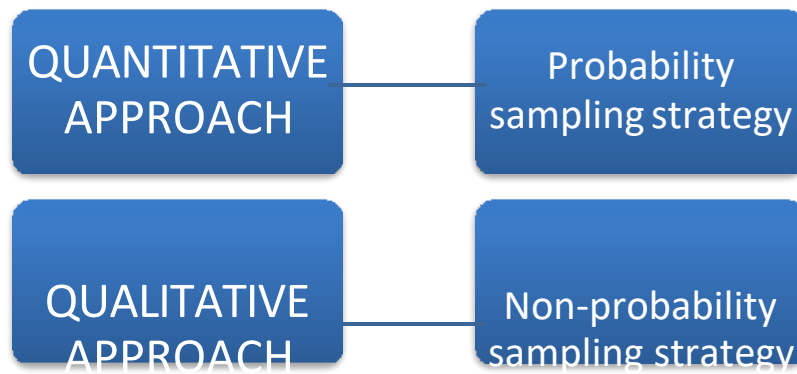 QUANTITATIVE
APPROACH
Probability
sampling strategy
QUALITATIVE
APPROACH
Non-probability
sampling strategy